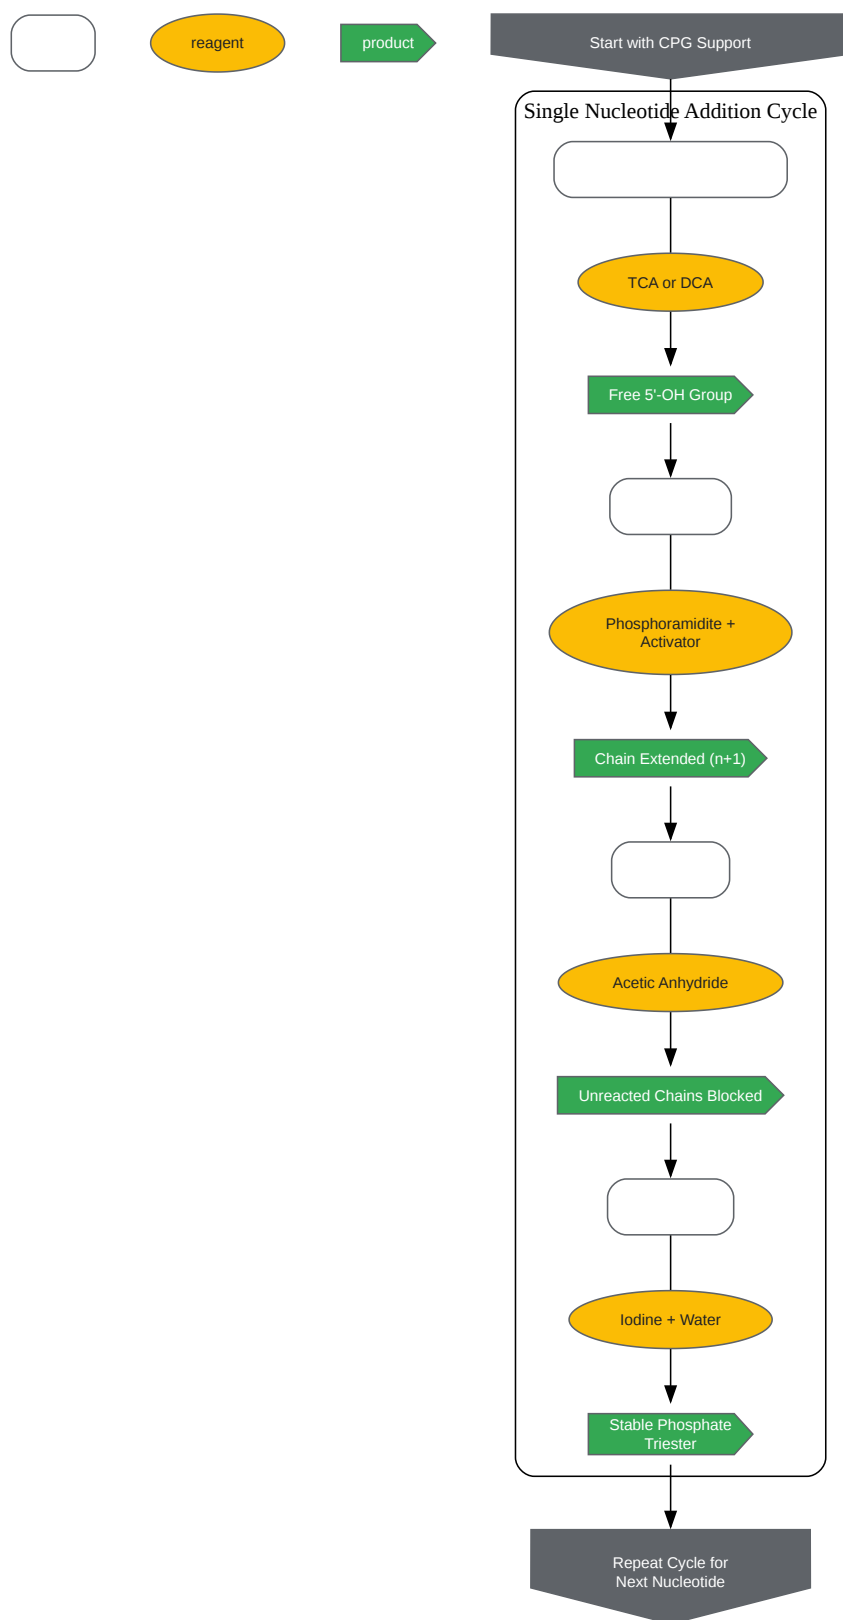 reagent
product
Start with CPG Support
Single Nucleotide Addition Cycle
TCA or DCA
Free 5'-OH Group
Phosphoramidite +
Activator
Chain Extended (n+1)
Acetic Anhydride
Unreacted Chains Blocked
Iodine + Water
Stable Phosphate
Triester
Repeat Cycle for
Next Nucleotide